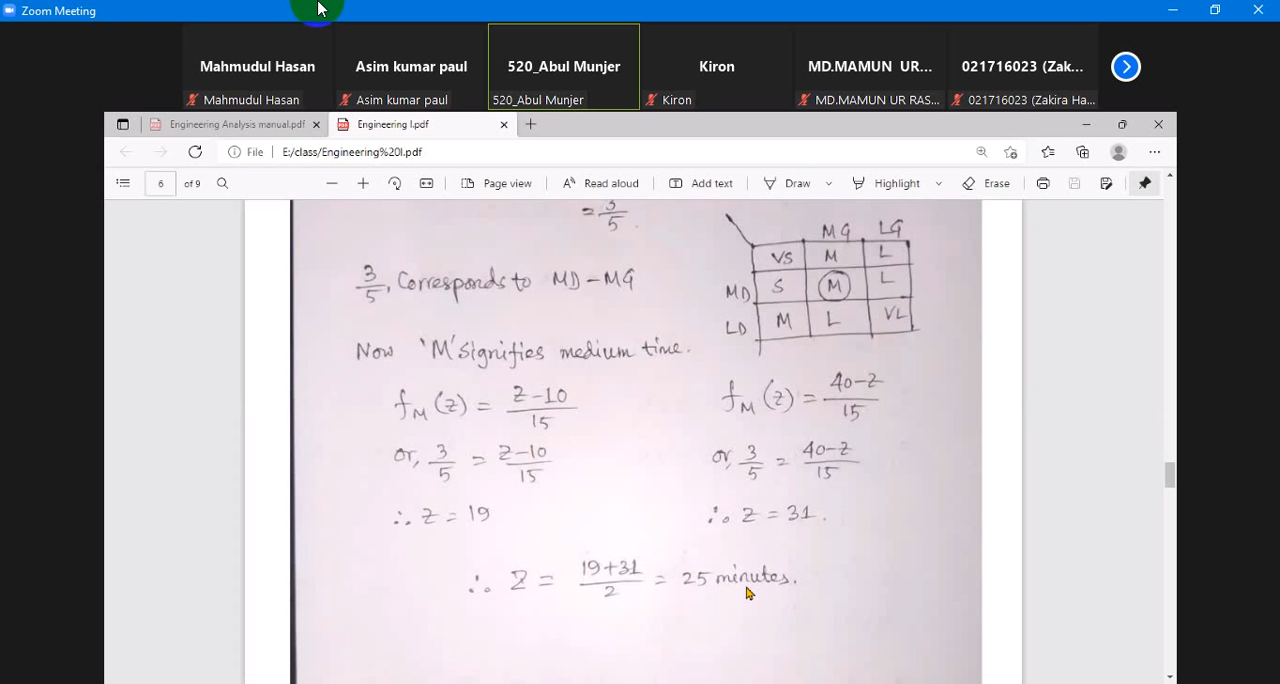 Zoom Meeting
Mahmudul Hasan Asim kumar paul 520_Abul Munjer Kiron MD.MAMUN UR... 021716023 (Zak...
Mahmudul Hasan Asim kumar paul 520_Abul Munjer Kiron MD.MAMUN UR RAS... 021716023 (Zakira Ha...
Engineering Analysis manual.pdf Engineering I.pdf
File E:/class/Engineering%20I.pdf
6 of 9 Page view Read aloud Add text Draw Highlight Erase
= 3/5.
MG LG
VS M L
3/5, Corresponds to MD-MG
MD S M L
LD M L VL
Now 'M' Signifies medium time.
fM(z) = z-10/15 fM(z) = 40-z/15
or, 3/5 = z-10/15 or, 3/5 = 40-z/15
∴ z = 19 ∴ z = 31.
∴ z = 19+31/2 = 25 minutes.